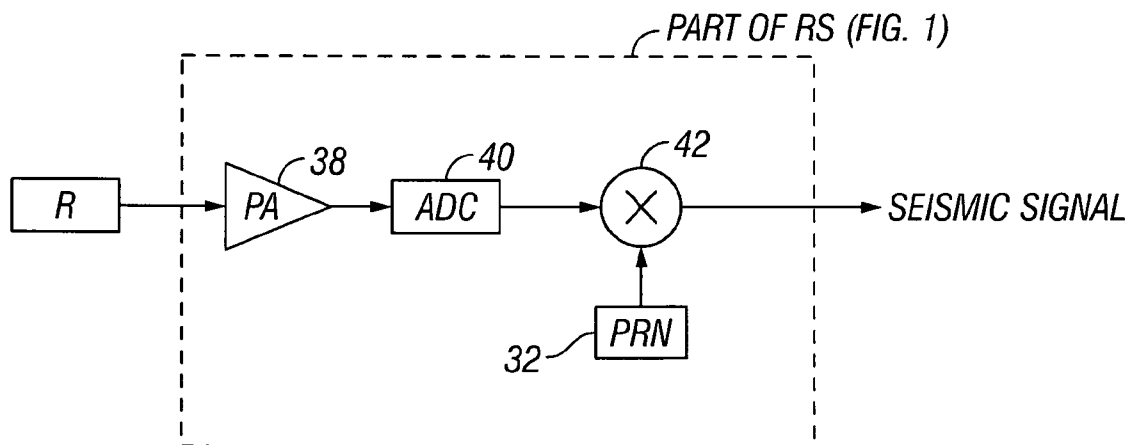 PART OF RS (FIG. 1)
38
40
42
R
PA
ADC
X
SEISMIC SIGNAL
32
PRN